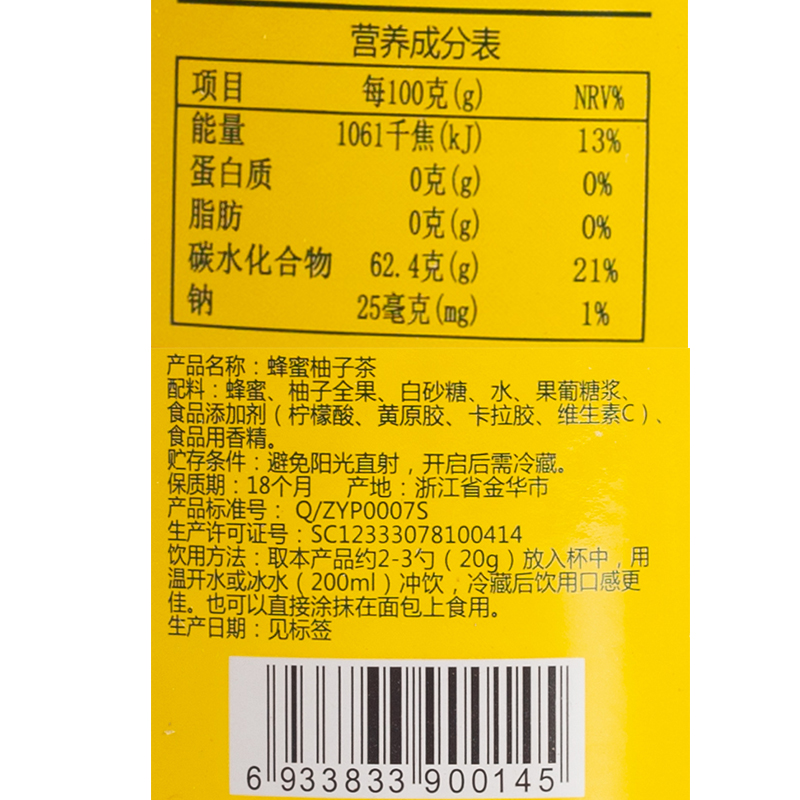 营养成分表
项目 每100克(g) NRV%
能量 1061千焦(kJ) 13%
蛋白质 0克(g) 0%
脂肪 0克(g) 0%
碳水化合物 62.4克(g) 21%
钠 25毫克(mg) 1%
产品名称：蜂蜜柚子茶
配料：蜂蜜、柚子全果、白砂糖、水、果葡糖浆、
食品添加剂（柠檬酸、黄原胶、卡拉胶、维生素C）、
食品用香精。
贮存条件：避免阳光直射，开启后需冷藏。
保质期：18个月 产地：浙江省金华市
产品标准号：Q/ZYP0007S
生产许可证号：SC12333078100414
饮用方法：取本产品约2-3勺（20g）放入杯中，用
温开水或冰水（200ml）冲饮，冷藏后饮用口感更
佳。也可以直接涂抹在面包上食用。
生产日期：见标签
6 933833 900145